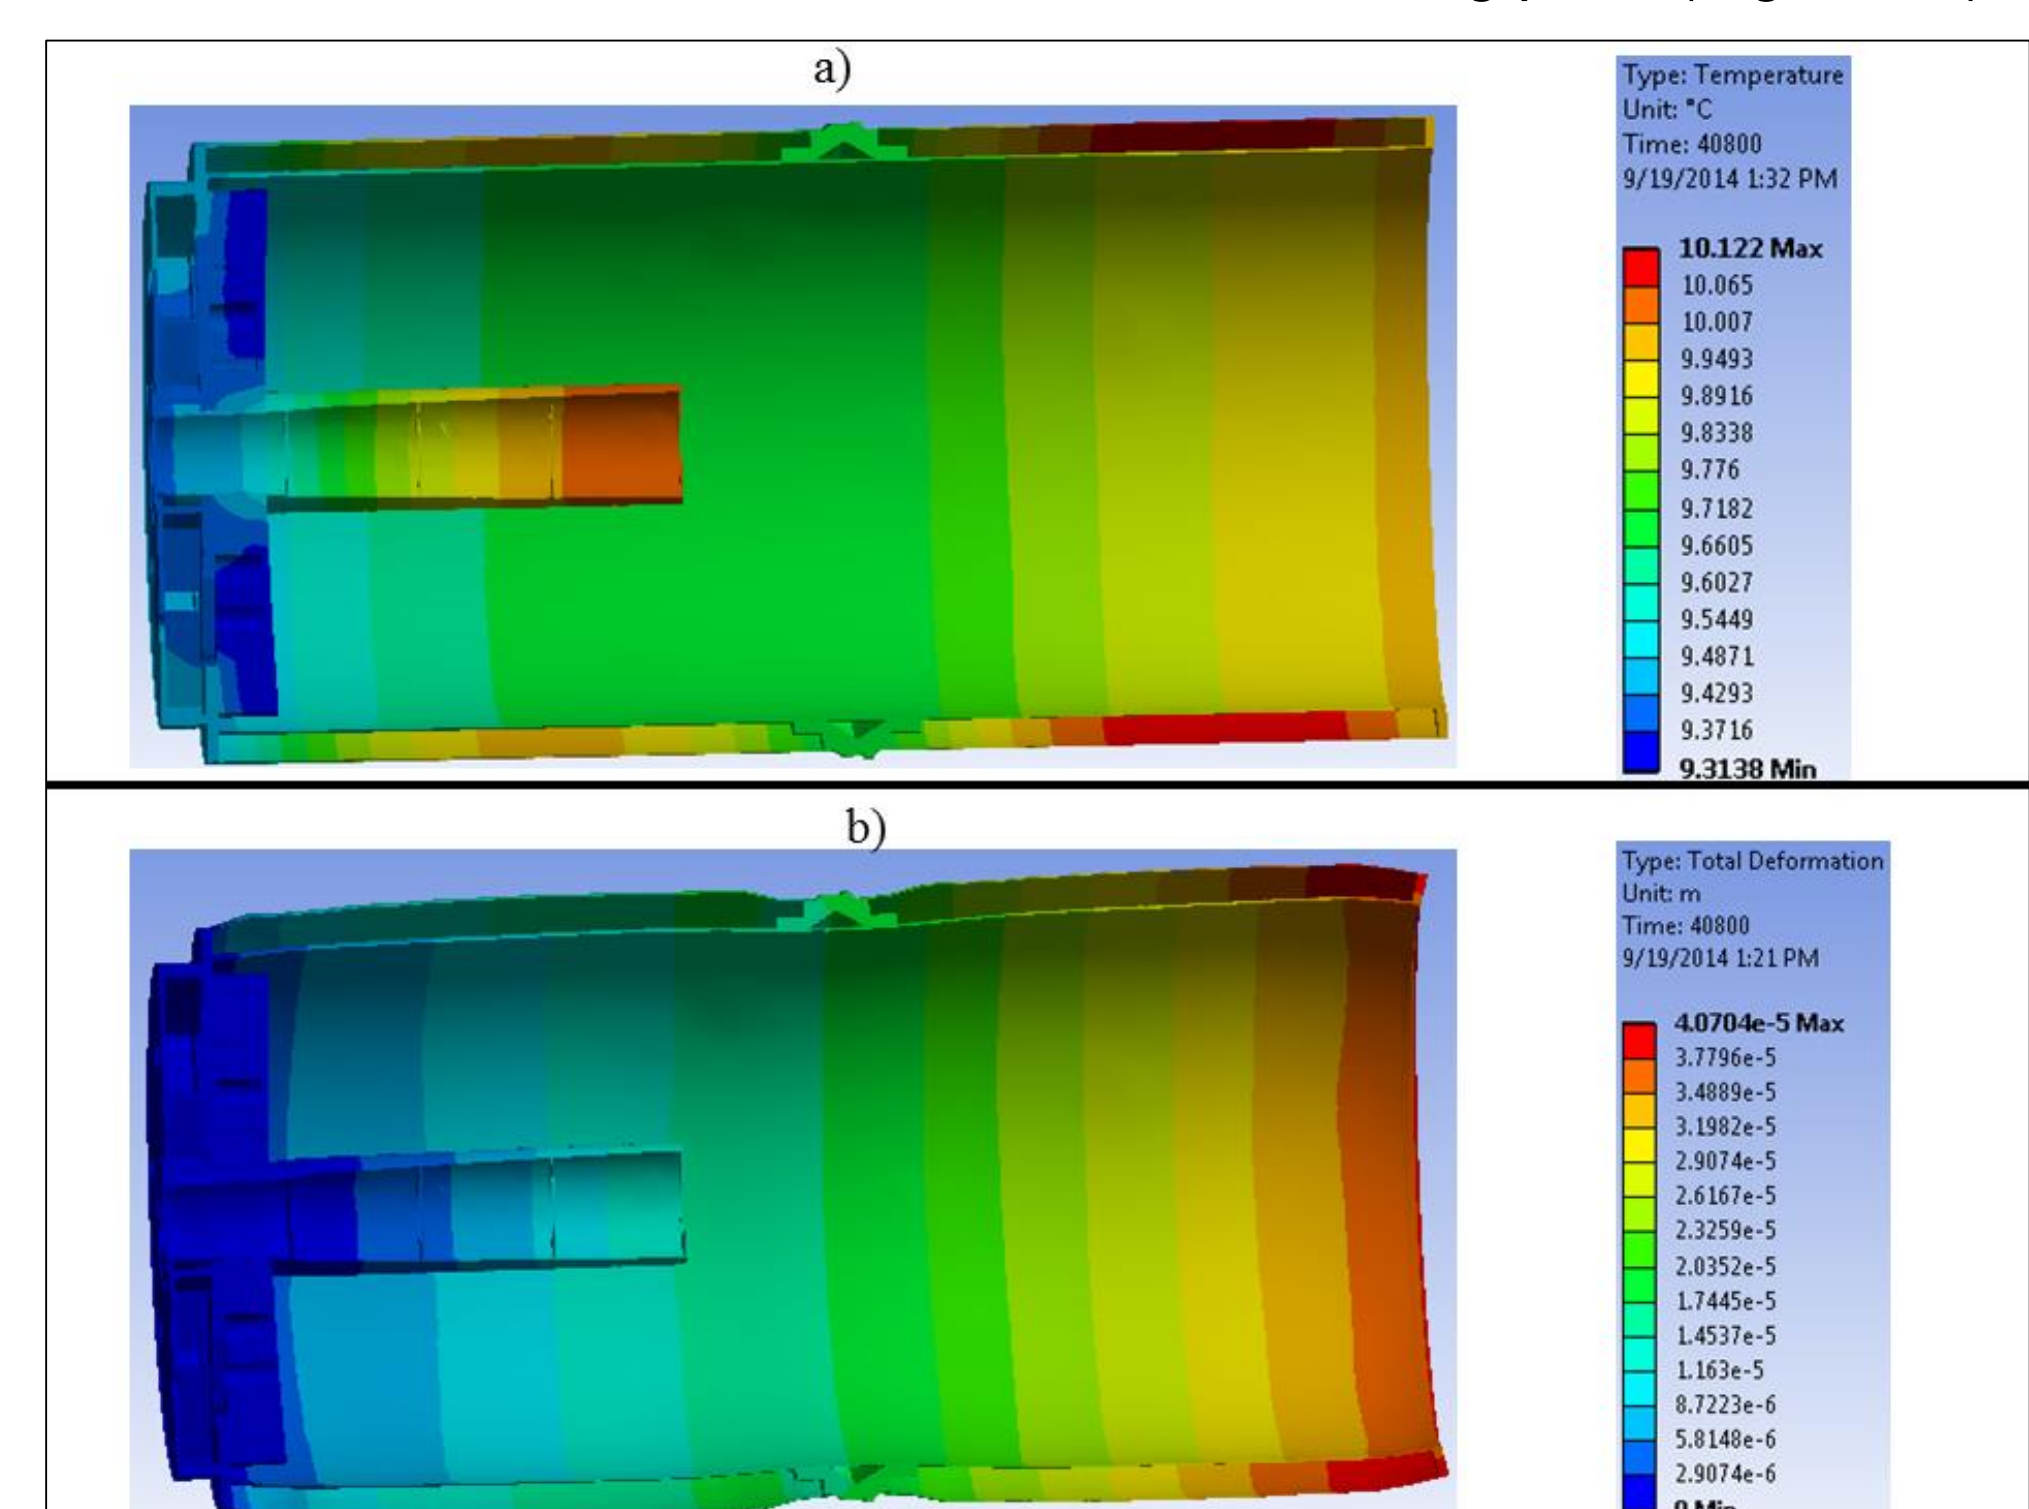 a)
Type: Temperature
Unit: °C
Time: 40800
9/19/2014 1:32 PM
10.122 Max
10.065
10.007
9.9493
9.8916
9.8338
9.776
9.7182
9.6605
9.6027
9.5449
9.4871
9.4293
9.3716
9.3138 Min
b)
Type: Total Deformation
Unit: m
Time: 40800
9/19/2014 1:21 PM
4.0704e-5 Max
3.7796e-5
3.4889e-5
3.1982e-5
2.9074e-5
2.6167e-5
2.3259e-5
2.0352e-5
1.7445e-5
1.4537e-5
1.163e-5
8.7223e-6
5.8148e-6
2.9074e-6
0 Min